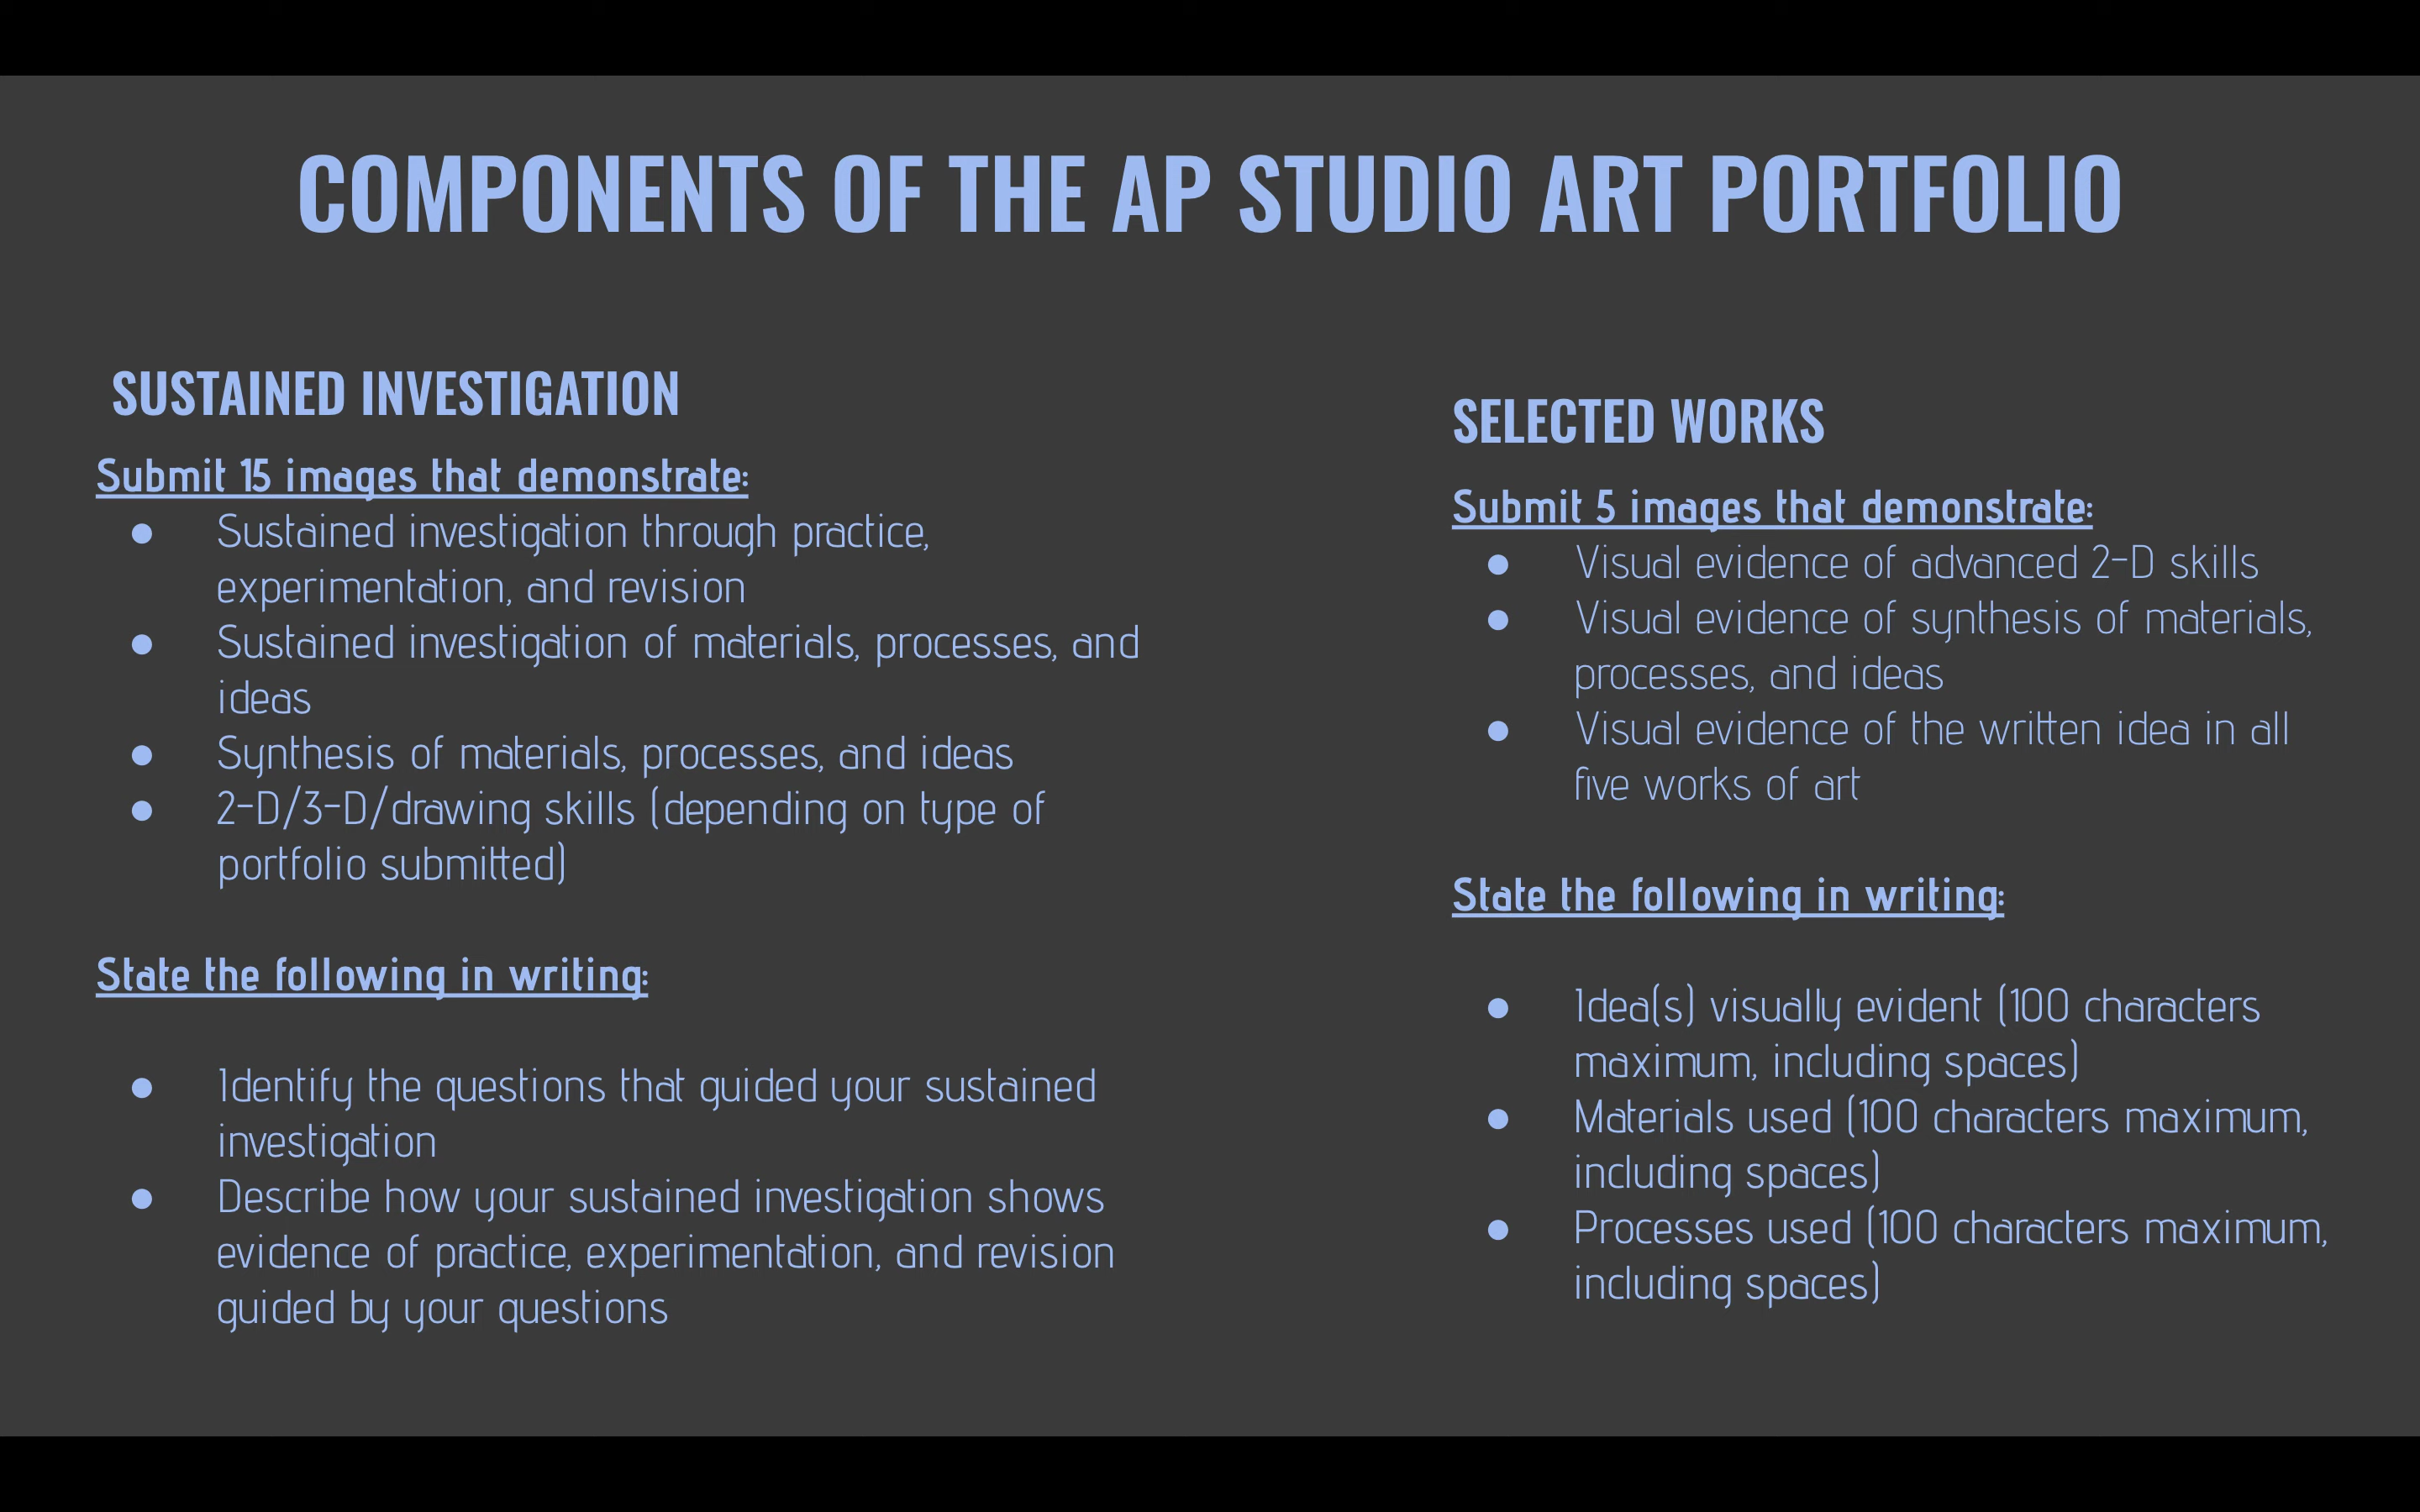 COMPONENTS OF THE AP STUDIO ART PORTFOLIO
SUSTAINED INVESTIGATION
Submit 15 images that demonstrate:
● Sustained investigation through practice,
experimentation, and revision
● Sustained investigation of materials, processes, and
ideas
● Synthesis of materials, processes, and ideas
● 2-D/3-D/drawing skills (depending on type of
portfolio submitted)
State the following in writing:
● Identify the questions that guided your sustained
investigation
● Describe how your sustained investigation shows
evidence of practice, experimentation, and revision
guided by your questions
SELECTED WORKS
Submit 5 images that demonstrate:
● Visual evidence of advanced 2-D skills
● Visual evidence of synthesis of materials,
processes, and ideas
● Visual evidence of the written idea in all
five works of art
State the following in writing:
● Idea(s) visually evident (100 characters
maximum, including spaces)
● Materials used (100 characters maximum,
including spaces)
● Processes used (100 characters maximum,
including spaces)